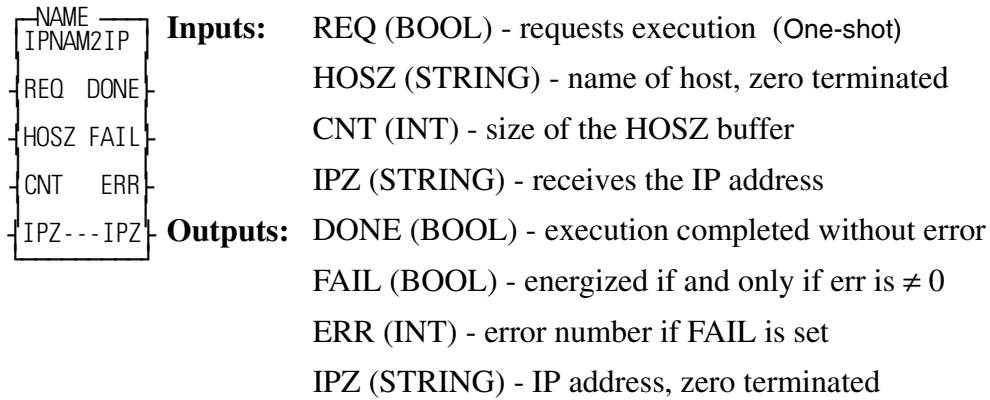 NAME
IPNAM2IP
REQ DONE
HOSZ FAIL
CNT ERR
IPZ---IPZ
Inputs: REQ (BOOL) - requests execution (One-shot)
HOSZ (STRING) - name of host, zero terminated
CNT (INT) - size of the HOSZ buffer
IPZ (STRING) - receives the IP address
Outputs: DONE (BOOL) - execution completed without error
FAIL (BOOL) - energized if and only if err is ≠ 0
ERR (INT) - error number if FAIL is set
IPZ (STRING) - IP address, zero terminated